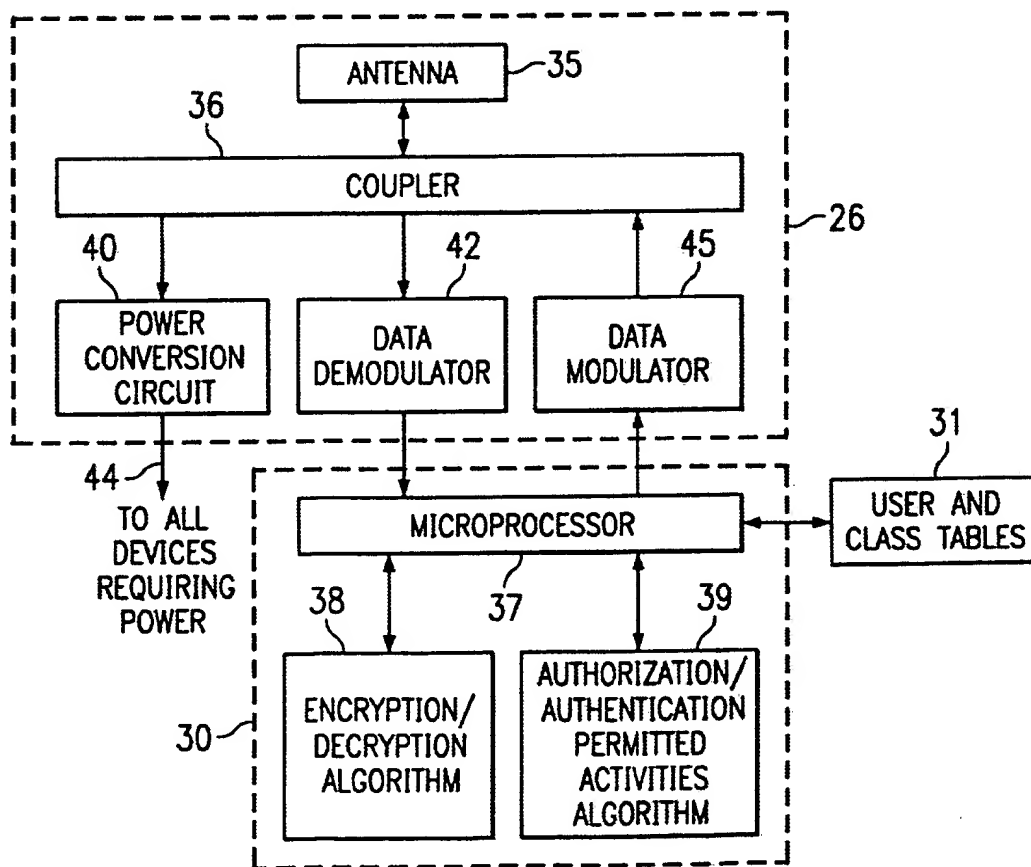 ANTENNA
35
36
COUPLER
26
40
42
45
POWER
CONVERSION
CIRCUIT
DATA
DEMODULATOR
DATA
MODULATOR
44
TO ALL
DEVICES
REQUIRING
POWER
MICROPROCESSOR
31
USER AND
CLASS TABLES
38
37
39
30
ENCRYPTION/
DECRYPTION
ALGORITHM
AUTHORIZATION/
AUTHENTICATION
PERMITTED
ACTIVITIES
ALGORITHM